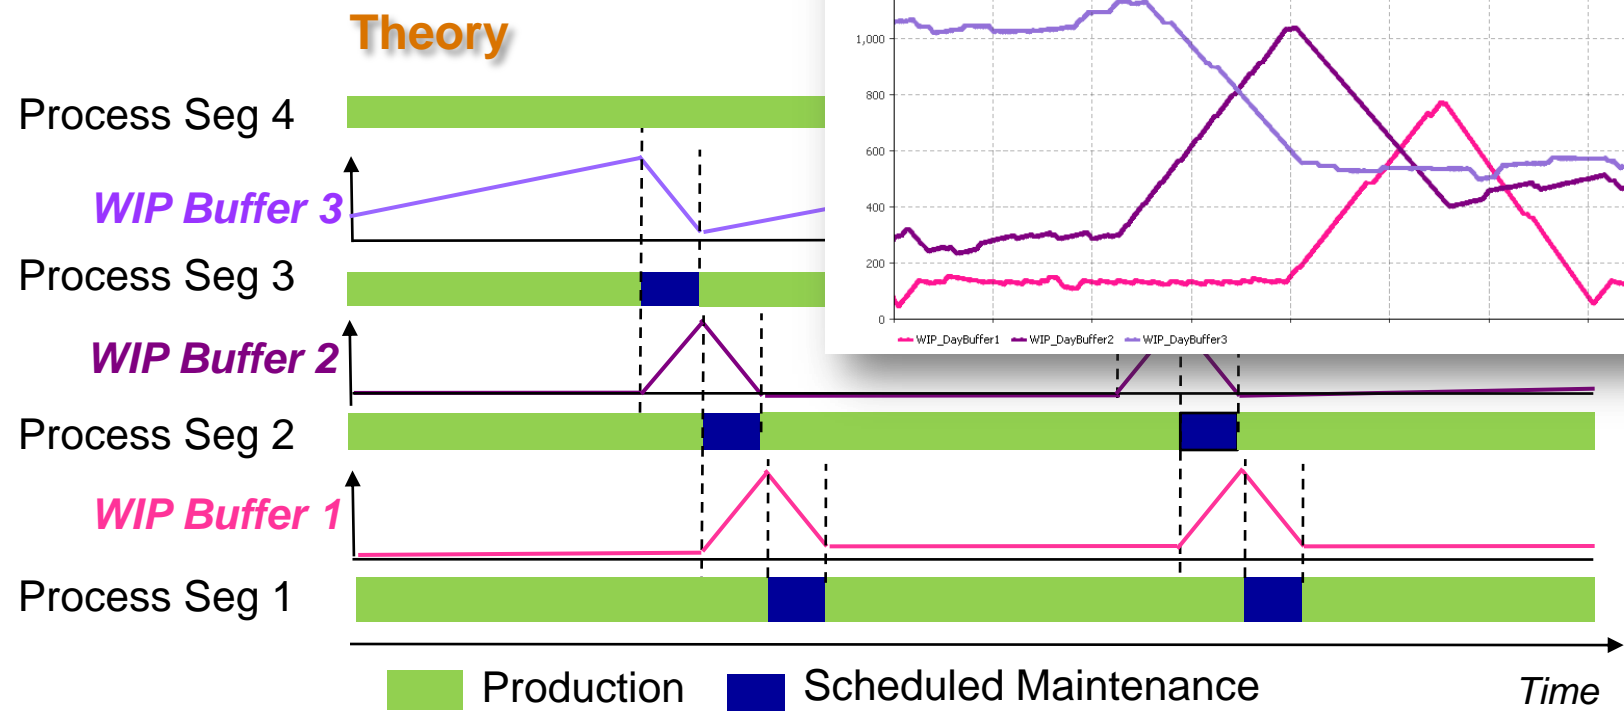 Theory
Process Seg 4
WIP Buffer 3
Process Seg 3
WIP Buffer 2
Process Seg 2
WIP Buffer 1
Process Seg 1
Production
Scheduled Maintenance
Time
1,000
800
600
400
200
0
WIP_DayBuffer1 WIP_DayBuffer2 WIP_DayBuffer3